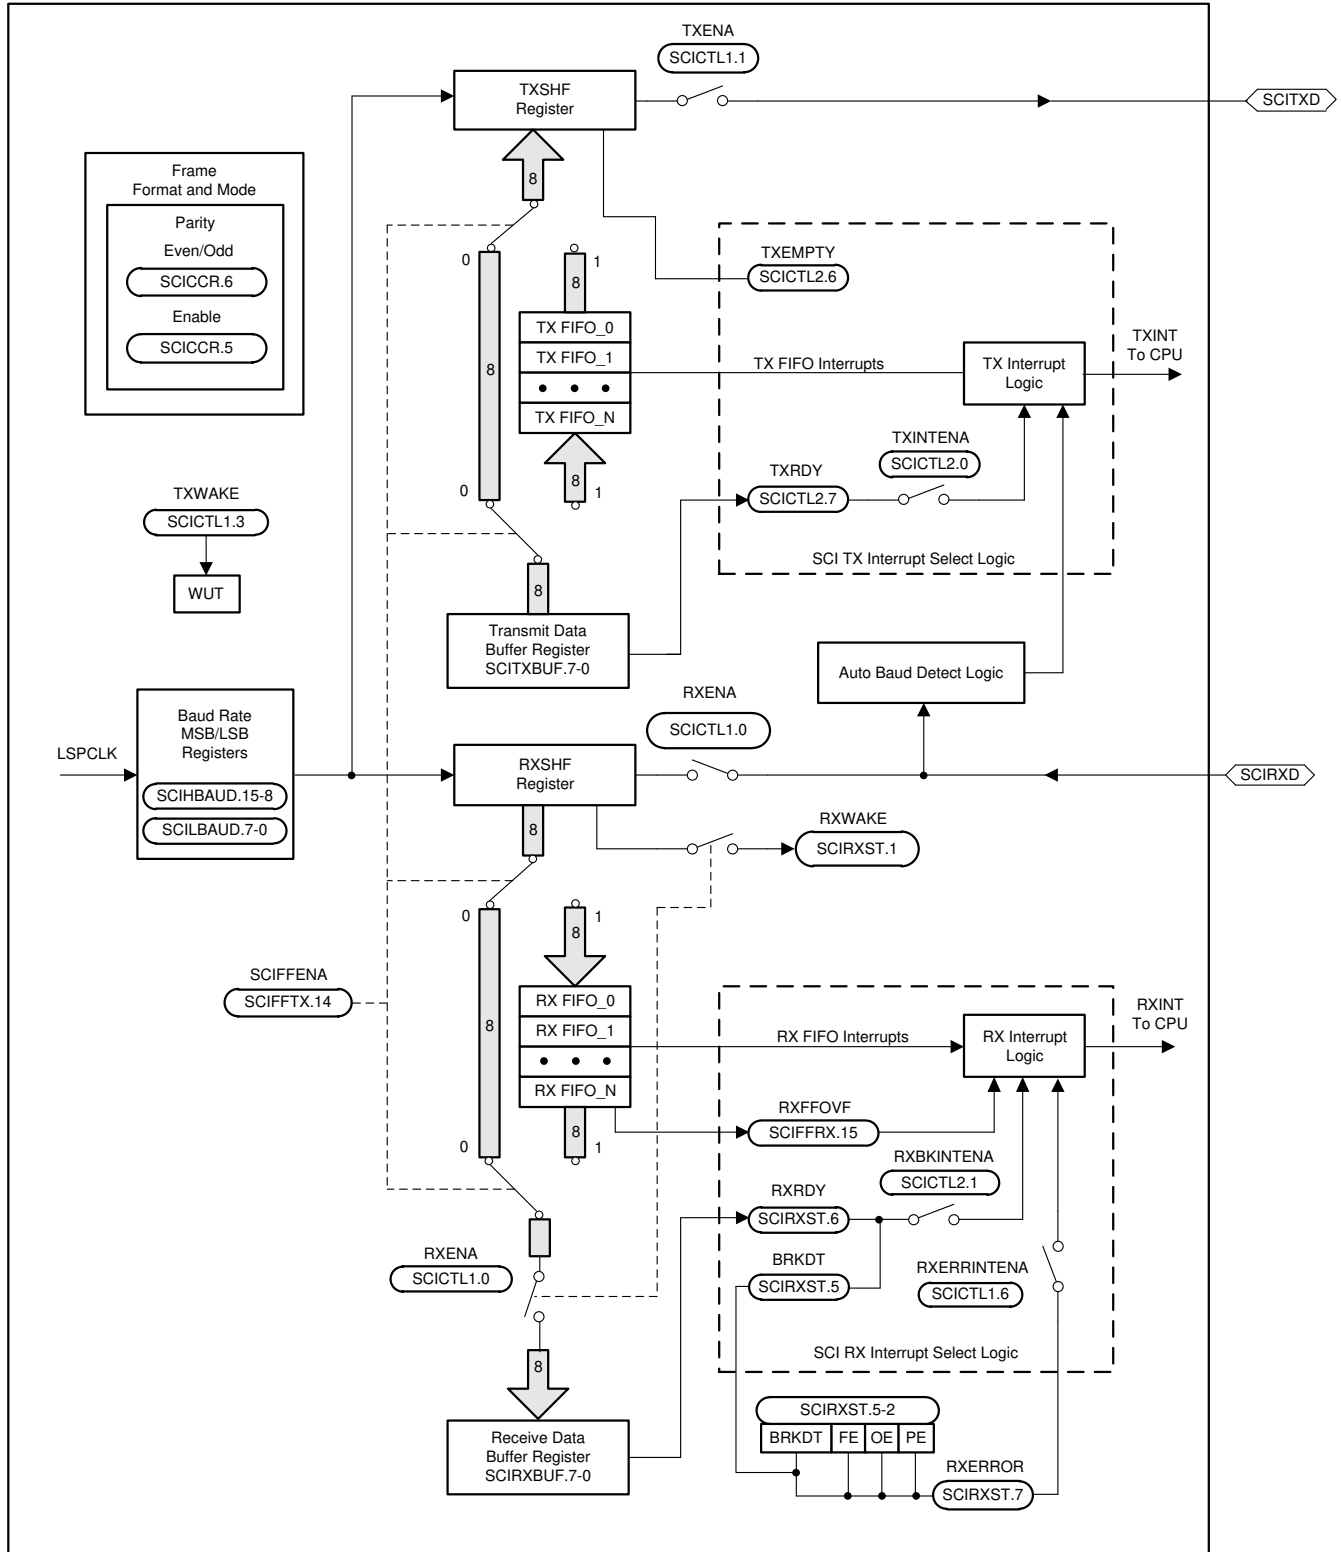 TXENA
SCICTL1.1
TXSHF
Register
SCITXD
Frame
Format and Mode
Parity
Even/Odd
SCICCR.6
Enable
SCICCR.5
8
0
1
8
TXEMPTY
SCICTL2.6
TX FIFO_0
TX FIFO_1
• • •
TX FIFO_N
8
TX FIFO Interrupts
TX Interrupt
Logic
TXINT
To CPU
TXINTENA
SCICTL2.0
TXRDY
SCICTL2.7
0
8
1
SCI TX Interrupt Select Logic
TXWAKE
SCICTL1.3
WUT
8
Transmit Data
Buffer Register
SCITXBUF.7-0
Auto Baud Detect Logic
RXENA
SCICTL1.0
LSPCLK
Baud Rate
MSB/LSB
Registers
SCIHBAUD.15-8
SCILBAUD.7-0
RXSHF
Register
SCIRXD
8
RXWAKE
SCIRXST.1
0
1
8
SCIFFENA
SCIFFTX.14
8
RX FIFO_0
RX FIFO_1
• • •
RX FIFO_N
RX FIFO Interrupts
RX Interrupt
Logic
RXINT
To CPU
RXFFOVF
SCIFFRX.15
0
8
1
RXBKINTENA
SCICTL2.1
RXRDY
SCIRXST.6
BRKDT
SCIRXST.5
RXERRINTENA
SCICTL1.6
RXENA
SCICTL1.0
SCI RX Interrupt Select Logic
8
SCIRXST.5-2
BRKDT FE OE PE
Receive Data
Buffer Register
SCIRXBUF.7-0
RXERROR
SCIRXST.7